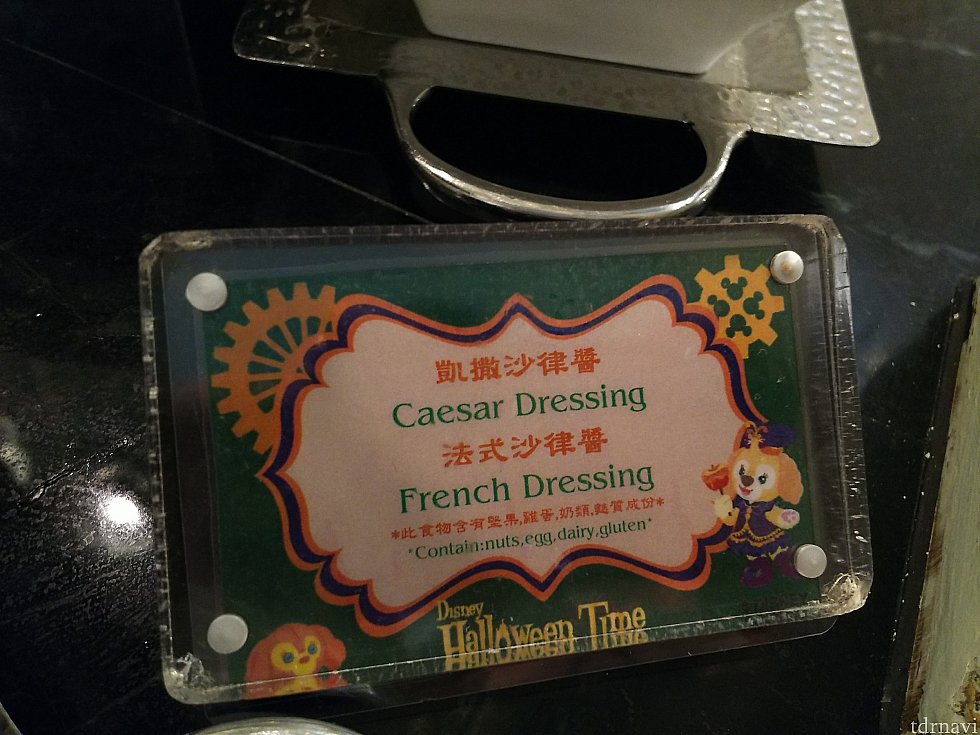 凱撒沙律醬
Caesar Dressing
法式沙律醬
French Dressing
*此食物含有堅果,雞蛋,奶類,麩質成份*
*Contain:nuts,egg,dairy,gluten*
Disney
Halloween Time
tdrnavi